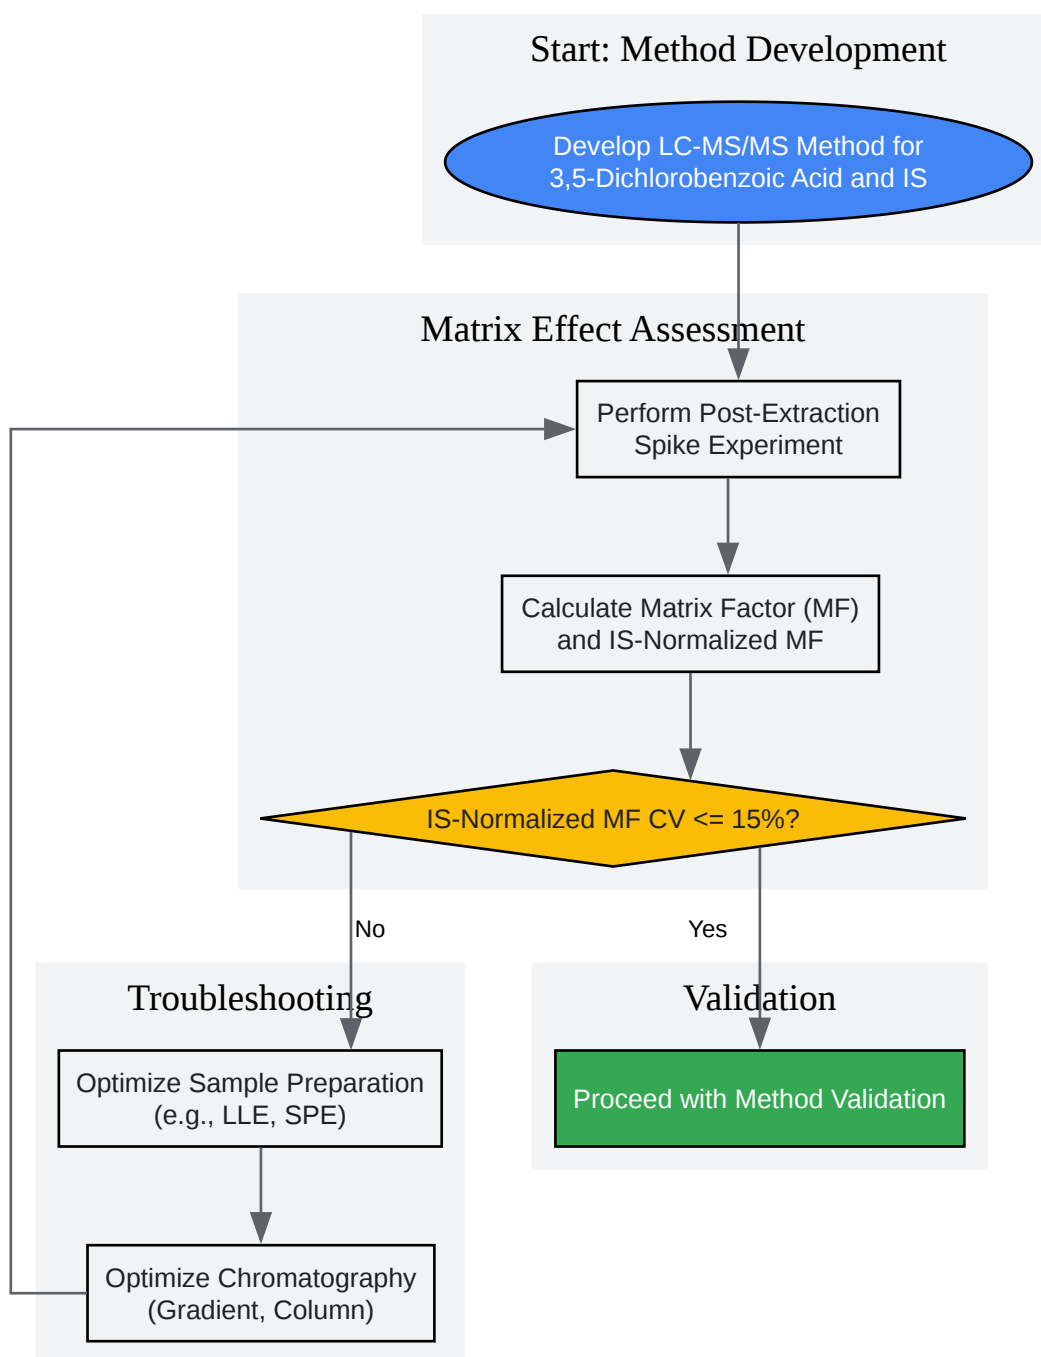 Start: Method Development
Develop LC-MS/MS Method for
3,5-Dichlorobenzoic Acid and IS
Matrix Effect Assessment
Perform Post-Extraction
Spike Experiment
Calculate Matrix Factor (MF)
and IS-Normalized MF
IS-Normalized MF CV <= 15%?
No
Yes
Troubleshooting
Optimize Sample Preparation
(e.g., LLE, SPE)
Optimize Chromatography
(Gradient, Column)
Validation
Proceed with Method Validation